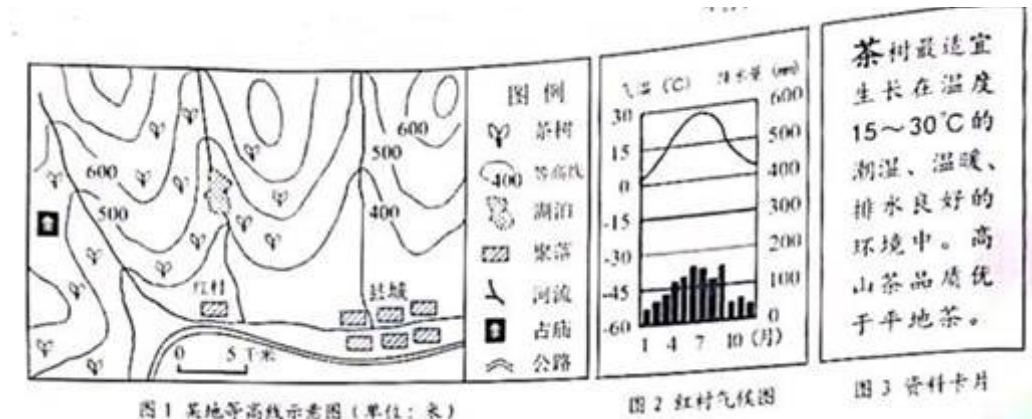 600
600
500
500
400
400
红村
县城
0 5 千米
图例
茶树
400 等高线
湖泊
聚落
河流
古庙
公路
图1 某地等高线示意图(单位:米)
气温(℃) 降水量(mm)
30 600
15 500
0 400
-15 300
-30 200
-45 100
-60 0
1 4 7 10(月)
图2 红村气候图
茶树最适宜
生长在温度
15~30℃的
潮湿、温暖、
排水良好的
环境中。高
山茶品质优
于平地茶。
图3 资料卡片